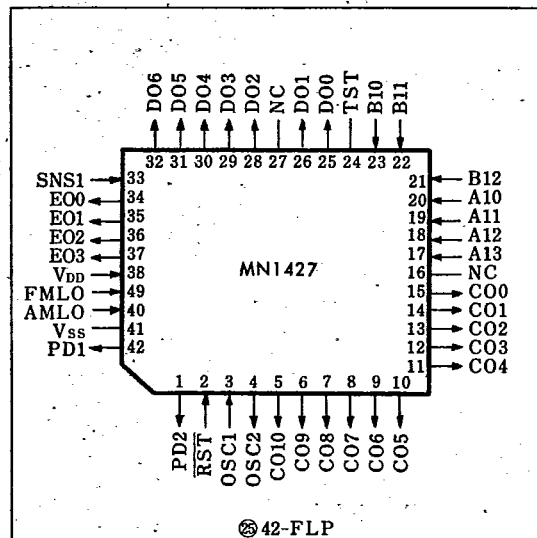 DO6 DO5 DO4 DO3 DO2 NC DO1 DO0 TST B10 B11
32 31 30 29 28 27 26 25 24 23 22
SNS1 33 21 B12
EO0 34 20 A10
EO1 35 19 A11
EO2 36 18 A12
EO3 37 17 A13
VDD 38 MN1427 16 NC
FMLO 49 15 CO0
AMLO 40 14 CO1
VSS 41 13 CO2
PD1 42 12 CO3
11 CO4
1 2 3 4 5 6 7 8 9 10
PD2 RST OSC1 OSC2 CO10 CO9 CO8 CO7 CO6 CO5
㉕ 42-FLP